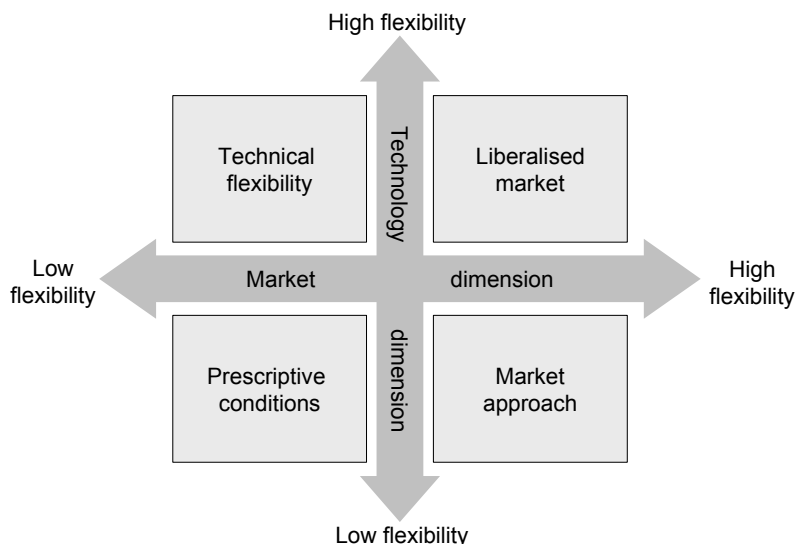 High flexibility
Technical
flexibility
Technology
Liberalised
market
Low
flexibility
Market
dimension
High
flexibility
Prescriptive
conditions
dimension
Market
approach
Low flexibility